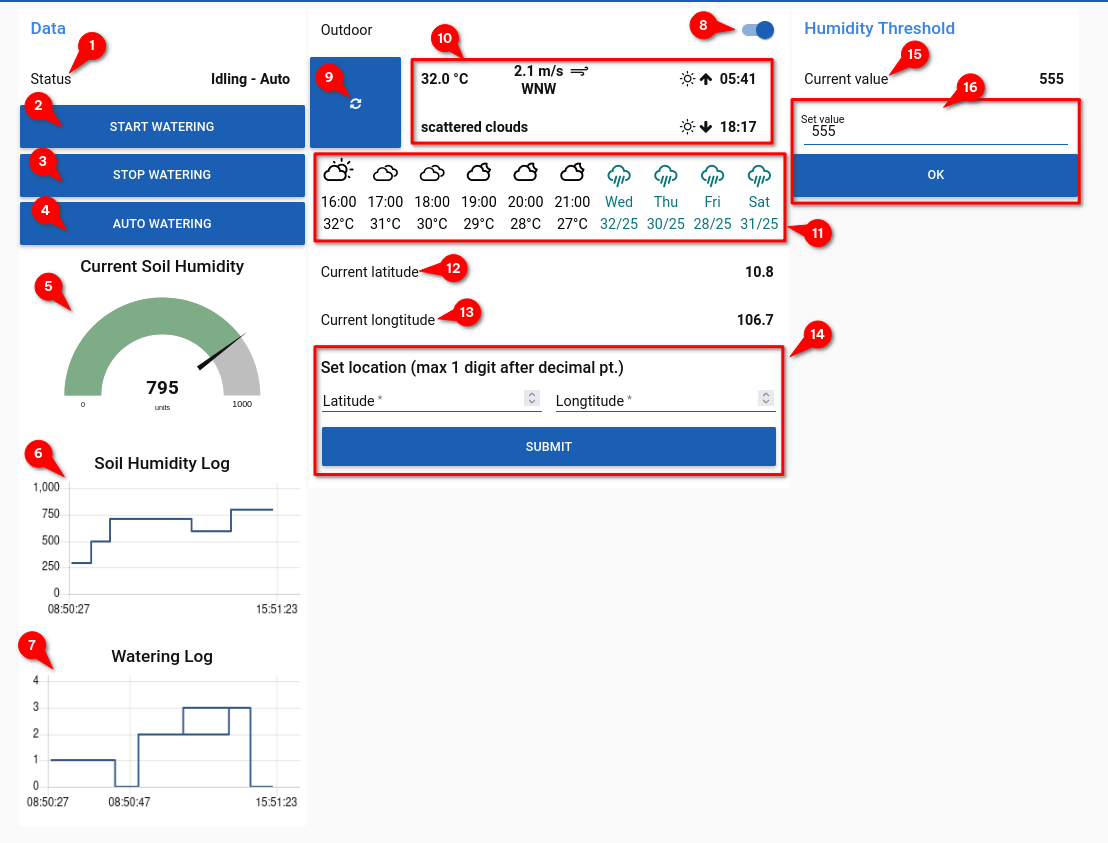 Data
1
Status
Idling - Auto
2
START WATERING
3
STOP WATERING
4
AUTO WATERING
5
Current Soil Humidity
795
0
units
1000
6
Soil Humidity Log
1,000
750
500
250
0
08:50:27
15:51:23
7
Watering Log
4
3
2
1
0
08:50:27
08:50:47
15:51:23
Outdoor
8
9
10
32.0 °C
2.1 m/s
WNW
05:41
scattered clouds
18:17
16:00 17:00 18:00 19:00 20:00 21:00 Wed Thu Fri Sat
32°C 31°C 30°C 29°C 28°C 27°C 32/25 30/25 28/25 31/25
11
Current latitude
12
10.8
Current longtitude
13
106.7
14
Set location (max 1 digit after decimal pt.)
Latitude *
Longtitude *
SUBMIT
Humidity Threshold
15
Current value
555
16
Set value
555
OK